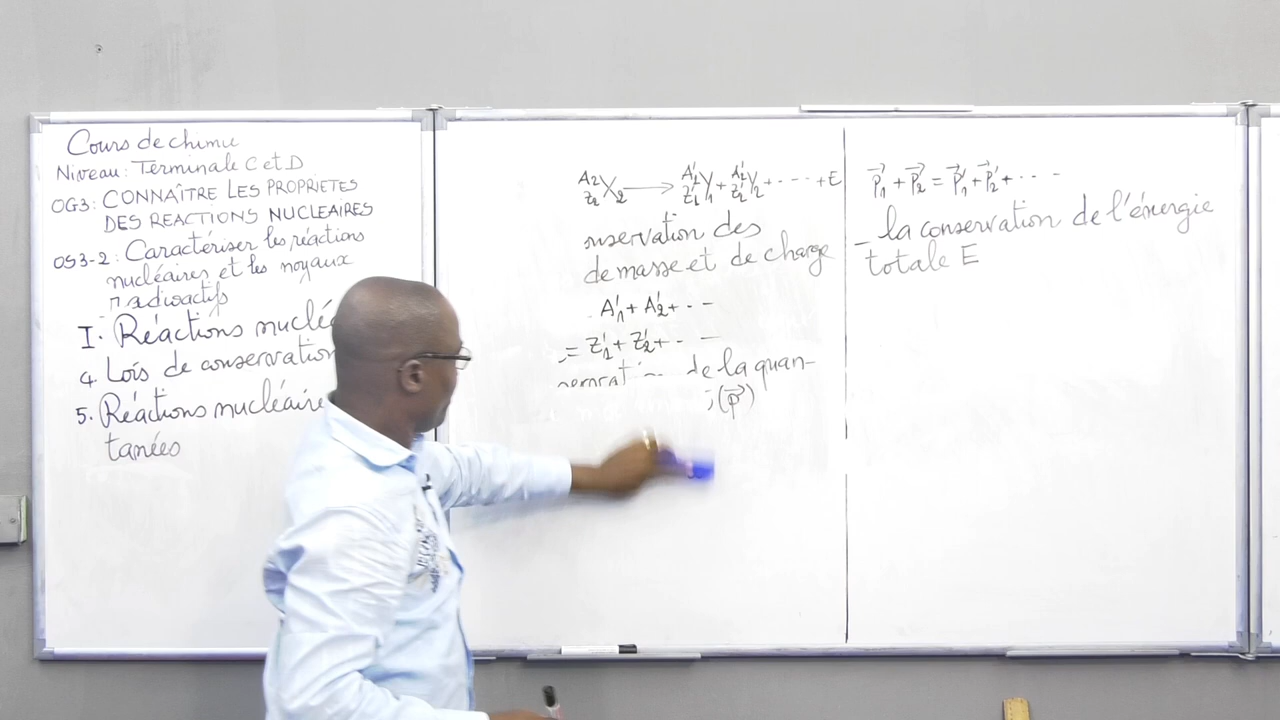 Cours de chimie
Niveau: Terminale C et D
OG3: CONNAÎTRE LES PROPRIETES
DES REACTIONS NUCLEAIRES
OS3-2: Caractériser les réactions
nucléaires et les noyaux
radioactifs
I. Réactions nuclé
4. Lois de conservation
5. Réactions nucléaire
tanées
A₂ Z₂ X₂ → A'₁ Z'₁ Y₁ + A'₂ Z'₂ Y₂ + - - - - + E
nservation des
de masse et de charge
A'₁ + A'₂ + - - -
= Z'₁ + Z'₂ + - - -
de la quan-
(p⃗)
p⃗₁ + p⃗₂ = p⃗'₁ + p⃗'₂ + - - -
_ la conservation de l'énergie
totale E